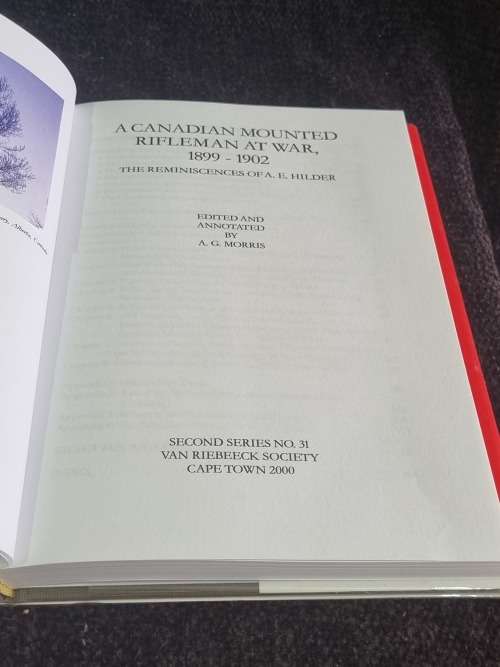 A CANADIAN MOUNTED
RIFLEMAN AT WAR,
1899 - 1902
THE REMINISCENCES OF A. E. HILDER
EDITED AND
ANNOTATED
BY
A. G. MORRIS
SECOND SERIES NO. 31
VAN RIEBEECK SOCIETY
CAPE TOWN 2000
Alberta,